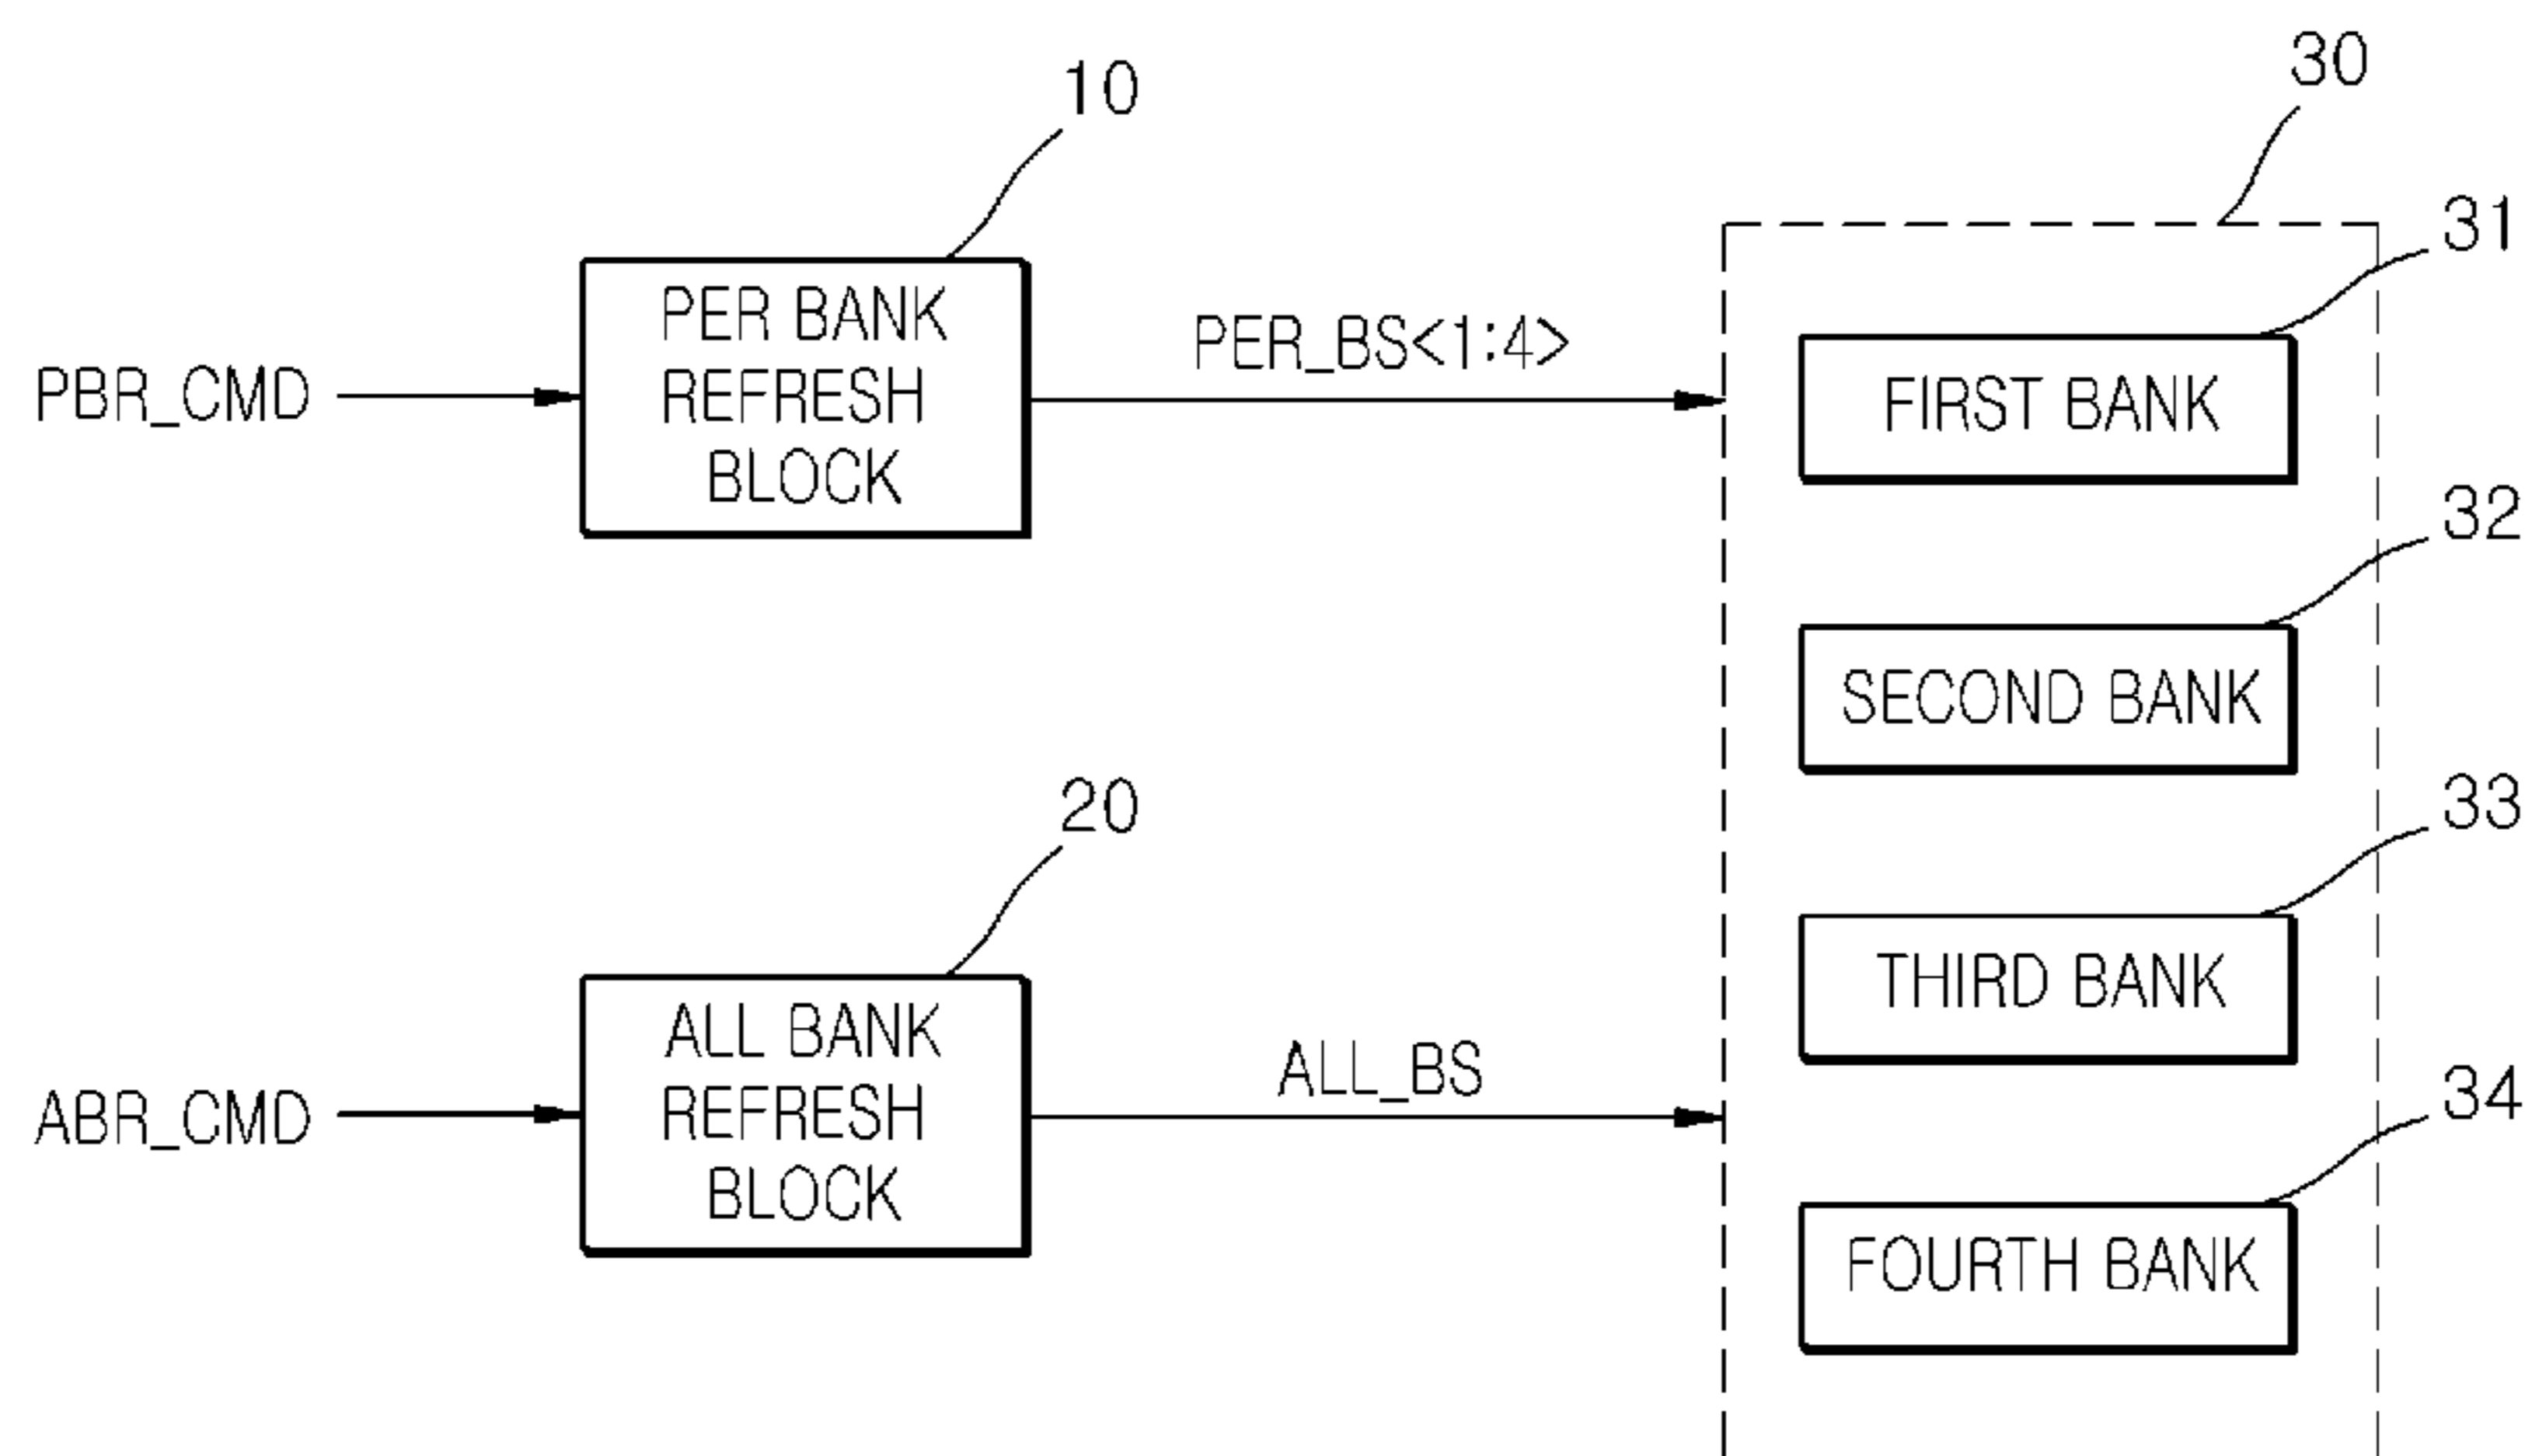 30
10
31
PER BANK
REFRESH
BLOCK
PER_BS<1:4>
PBR_CMD
FIRST BANK
32
SECOND BANK
20
33
ALL BANK
REFRESH
BLOCK
ALL_BS
ABR_CMD
THIRD BANK
34
FOURTH BANK